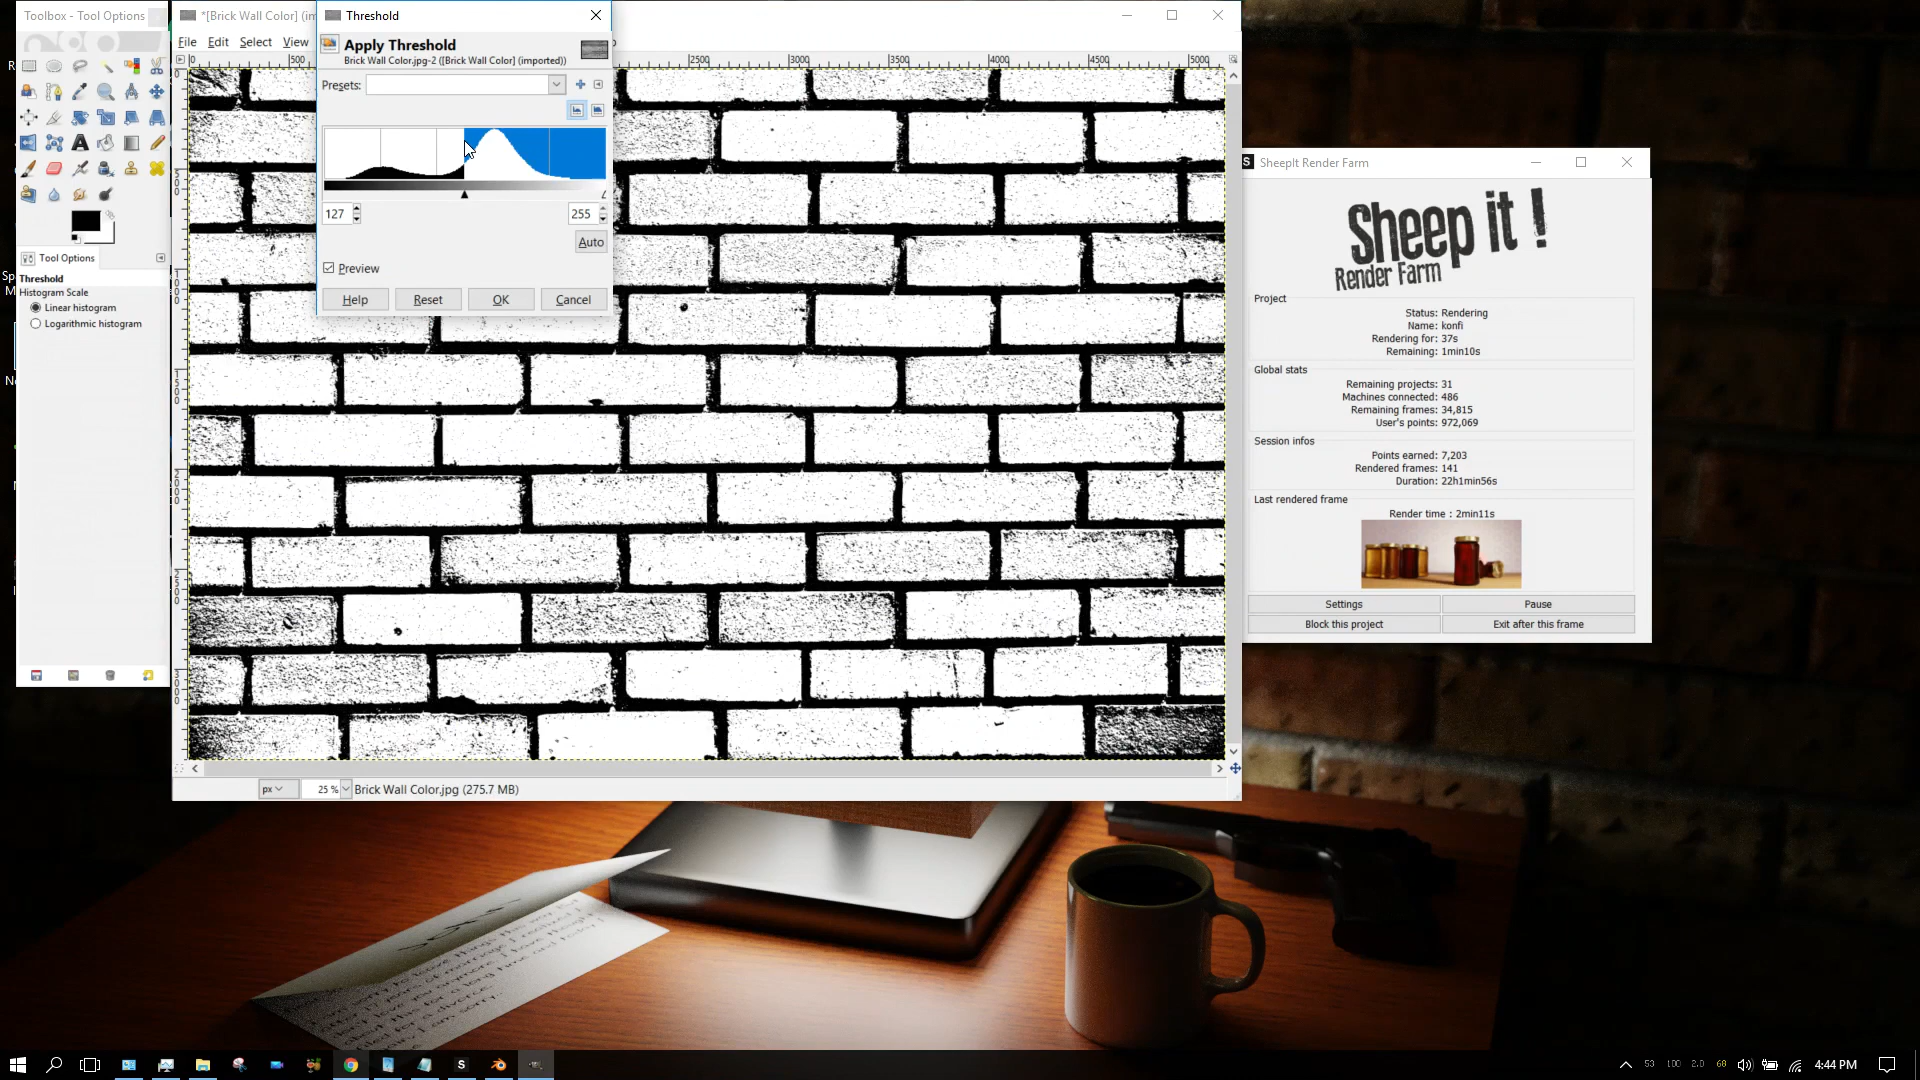 Toolbox - Tool Options
*[Brick Wall Color] (im
Threshold
File Edit Select View
Apply Threshold
Brick Wall Color.jpg-2 ([Brick Wall Color] (imported))
500 2500 3000 3500 4000 4500 5000
Presets:
127 255
Auto
Preview
Help Reset OK Cancel
Tool Options
Threshold
Histogram Scale
Linear histogram
Logarithmic histogram
px 25 % Brick Wall Color.jpg (275.7 MB)
S SheepIt Render Farm
Sheep it !
Render Farm
Project
Status: Rendering
Name: konfi
Rendering for: 37s
Remaining: 1min10s
Global stats
Remaining projects: 31
Machines connected: 486
Remaining frames: 34,815
User's points: 972,069
Session infos
Points earned: 7,203
Rendered frames: 141
Duration: 22h1min56s
Last rendered frame
Render time : 2min11s
Settings Pause
Block this project Exit after this frame
S
53 100 2.0 68 4:44 PM